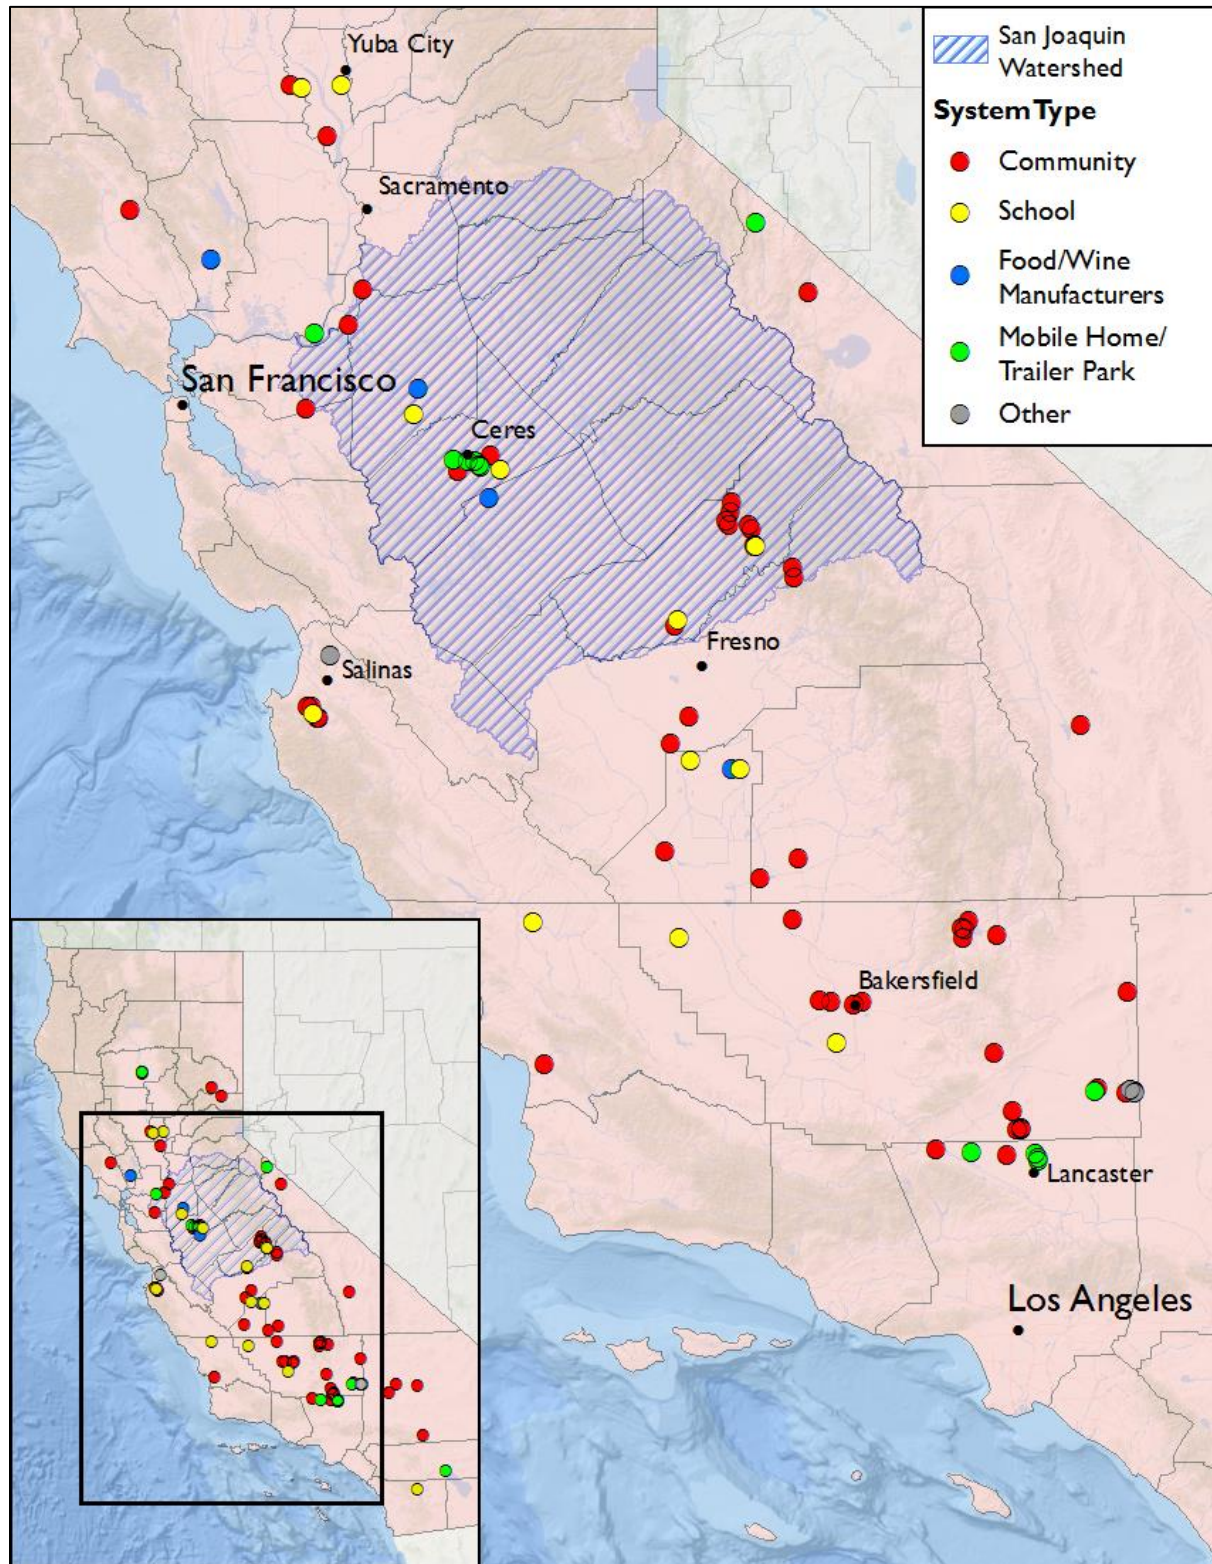 Yuba City
San Joaquin
Watershed
System Type
Community
School
Food/Wine
Manufacturers
Mobile Home/
Trailer Park
Other
Sacramento
San Francisco
Ceres
Fresno
Salinas
Bakersfield
Lancaster
Los Angeles